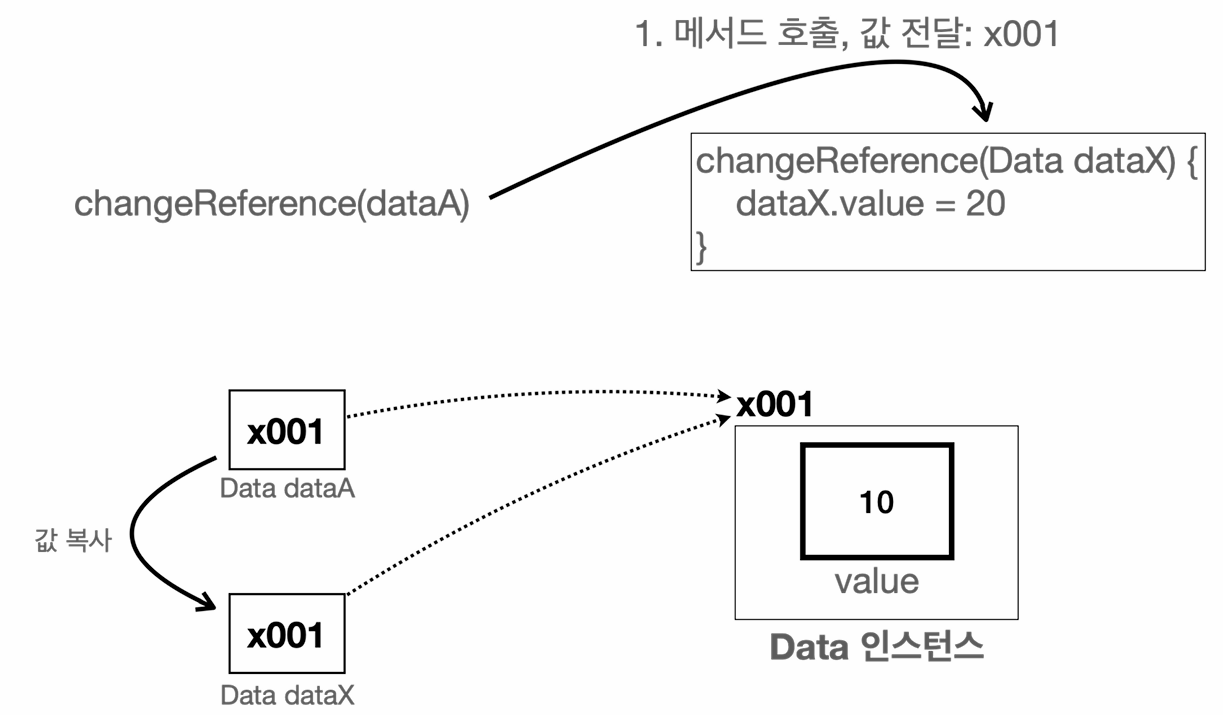 1. 메서드 호출, 값 전달: x001
changeReference(dataA)
changeReference(Data dataX) {
dataX.value = 20
}
x001
Data dataA
값 복사
x001
Data dataX
x001
10
value
Data 인스턴스